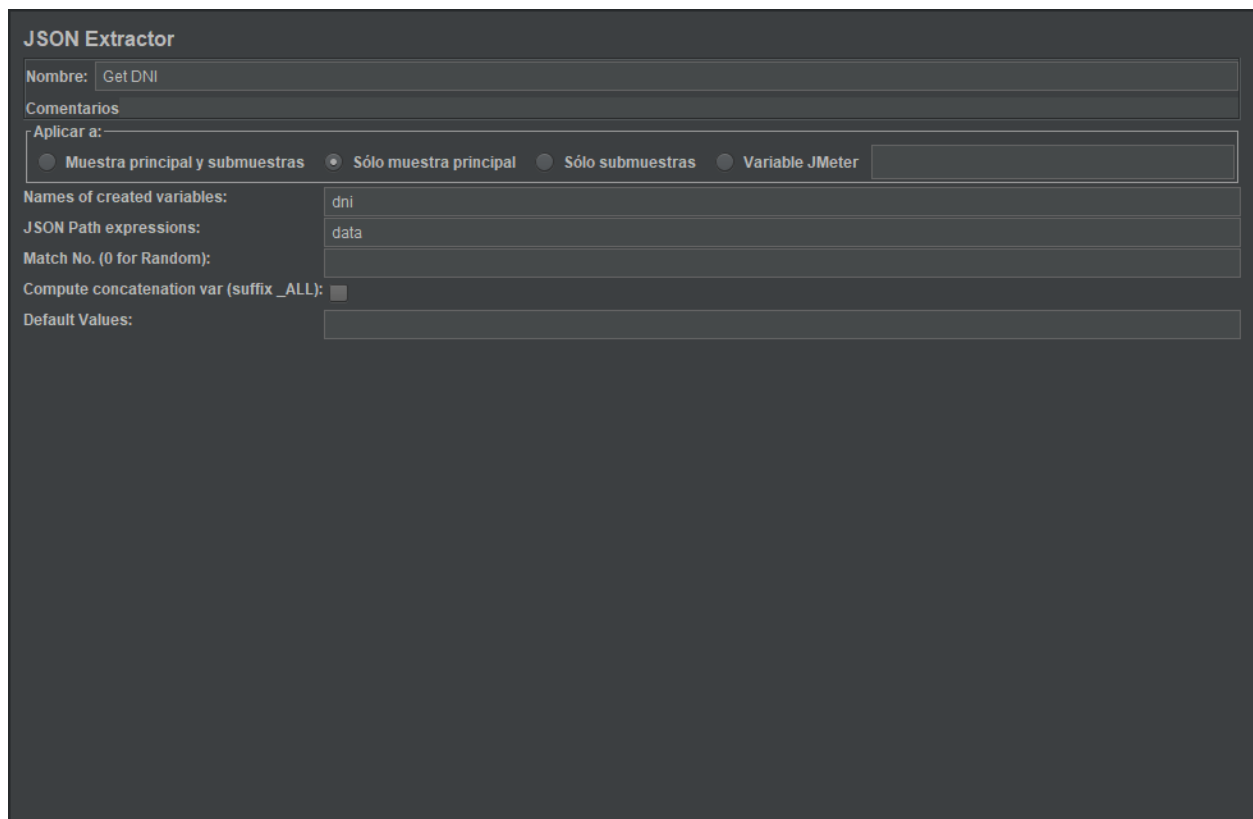 JSON Extractor
Nombre: Get DNI
Comentarios
Aplicar a:
Muestra principal y submuestras Sólo muestra principal Sólo submuestras Variable JMeter
Names of created variables: dni
JSON Path expressions: data
Match No. (0 for Random):
Compute concatenation var (suffix _ALL):
Default Values: